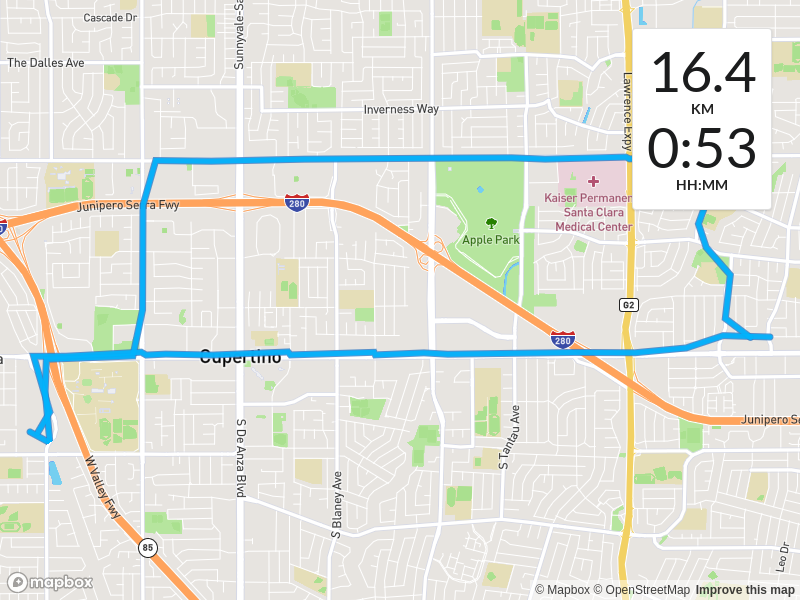 Cascade Dr
Sunnyvale-Sa
The Dalles Ave
16.4
KM
0:53
HH:MM
Inverness Way
Lawrence Expy
Kaiser Permanen
Santa Clara
Medical Center
Junipero Serra Fwy
280
Apple Park
G2
280
Cupertino
S De Anza Blvd
S Blaney Ave
S Tantau Ave
Junipero Se
W Valley Fwy
85
Leo Dr
mapbox
© Mapbox © OpenStreetMap Improve this map